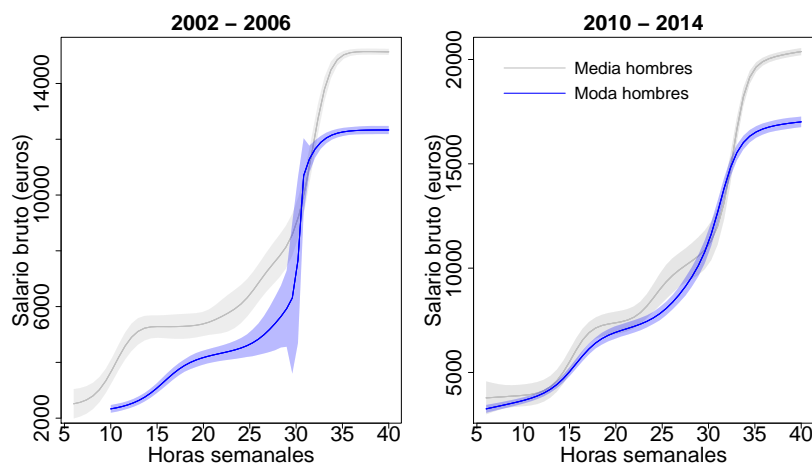 2002 − 2006
Salario bruto (euros)
14000
10000
6000
2000
5 10 15 20 25 30 35 40
Horas semanales
2010 − 2014
Media hombres
Moda hombres
Salario bruto (euros)
20000
15000
10000
5000
5 10 15 20 25 30 35 40
Horas semanales